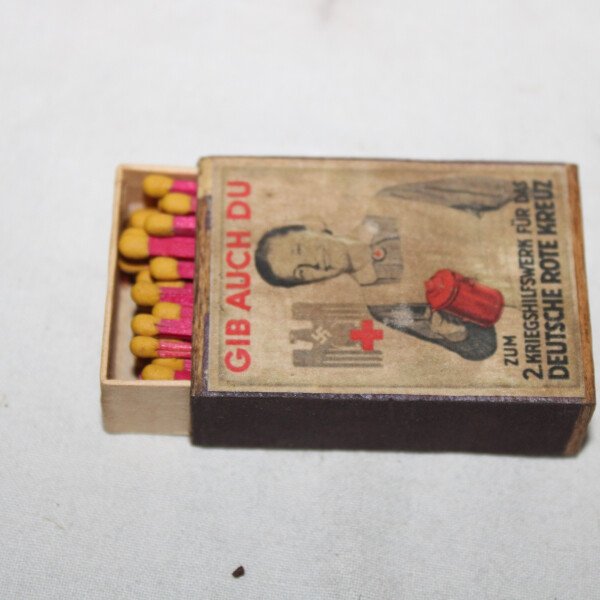 GIB AUCH DU
ZUM
2. KRIEGSHILFSWERK FÜR DAS
DEUTSCHE ROTE KREUZ